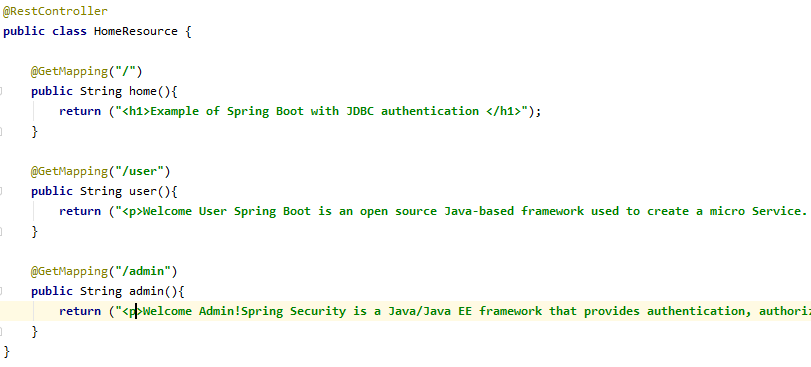 @RestController
public class HomeResource {
@GetMapping("/")
public String home(){
return ("<h1>Example of Spring Boot with JDBC authentication </h1>");
}
@GetMapping("/user")
public String user(){
return ("<p>Welcome User Spring Boot is an open source Java-based framework used to create a micro Service.
}
@GetMapping("/admin")
public String admin(){
return ("<p>Welcome Admin!Spring Security is a Java/Java EE framework that provides authentication,
}
}